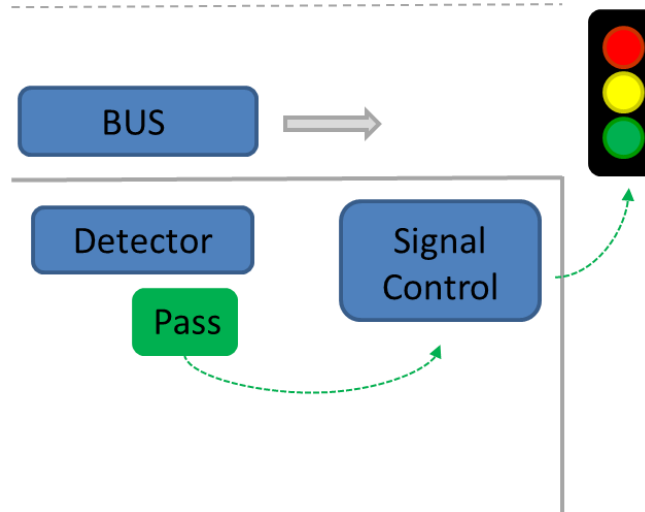 BUS
Detector
Signal
Control
Pass